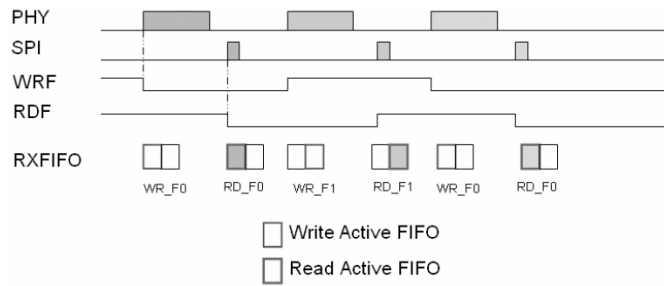 PHY
SPI
WRF
RDF
RXFIFO
WR_F0 RD_F0 WR_F1 RD_F1 WR_F0 RD_F0
Write Active FIFO
Read Active FIFO